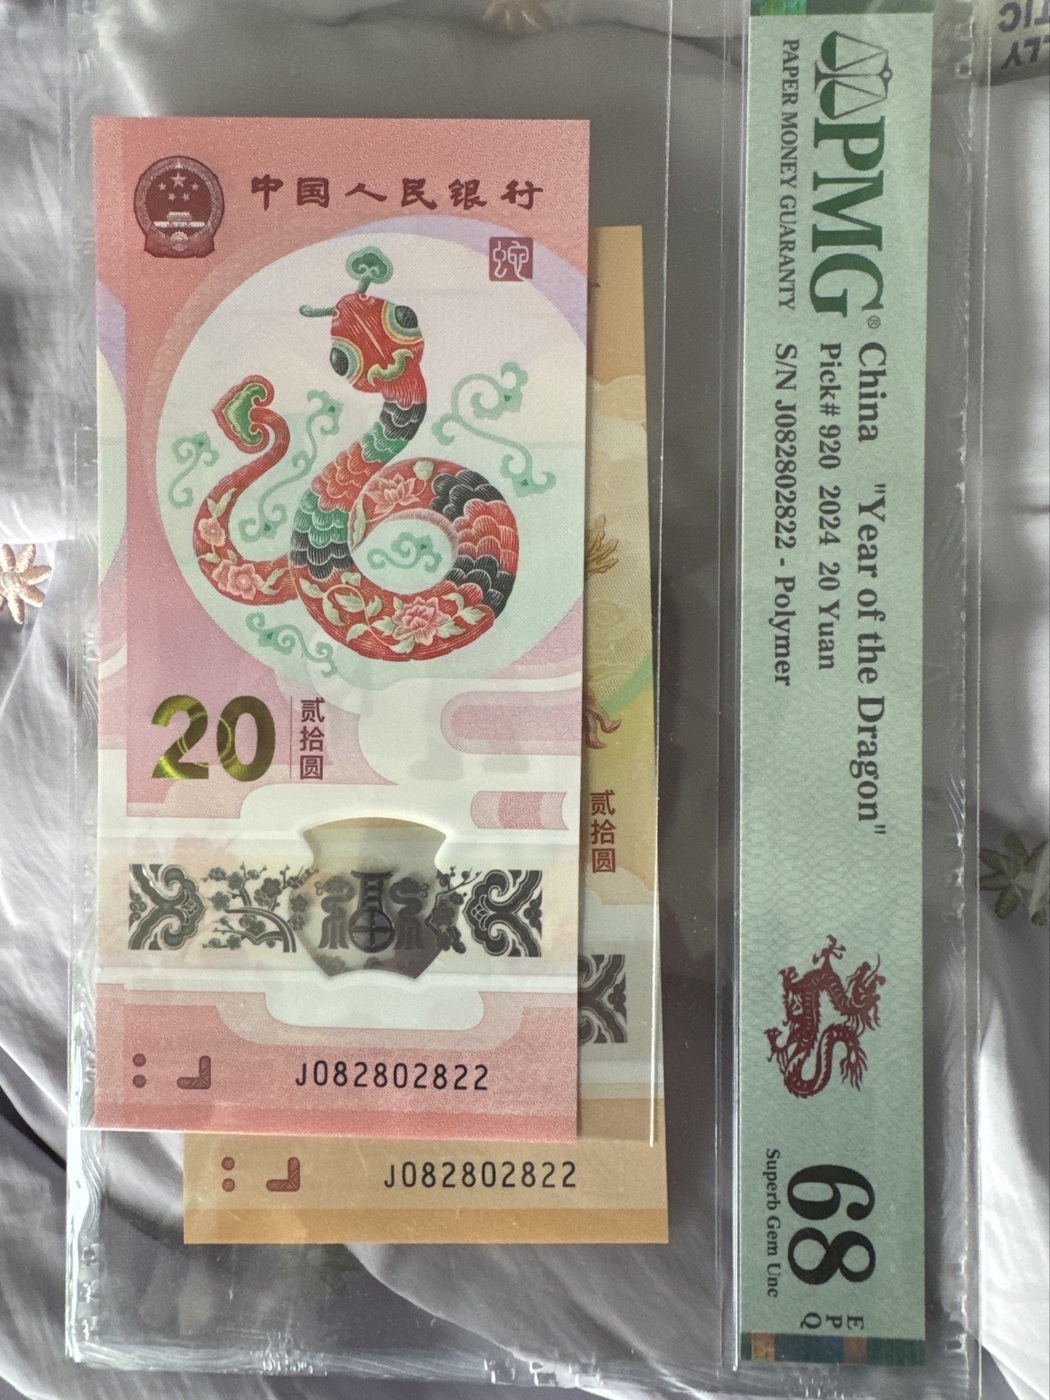 中国人民银行
蛇
20
贰拾圆
福
J082802822
贰拾圆
J082802822
PMG®
PAPER MONEY GUARANTY
China "Year of the Dragon"
Pick# 920 2024 20 Yuan
S/N J082802822 - Polymer
68
EPQ
Superb Gem Unc